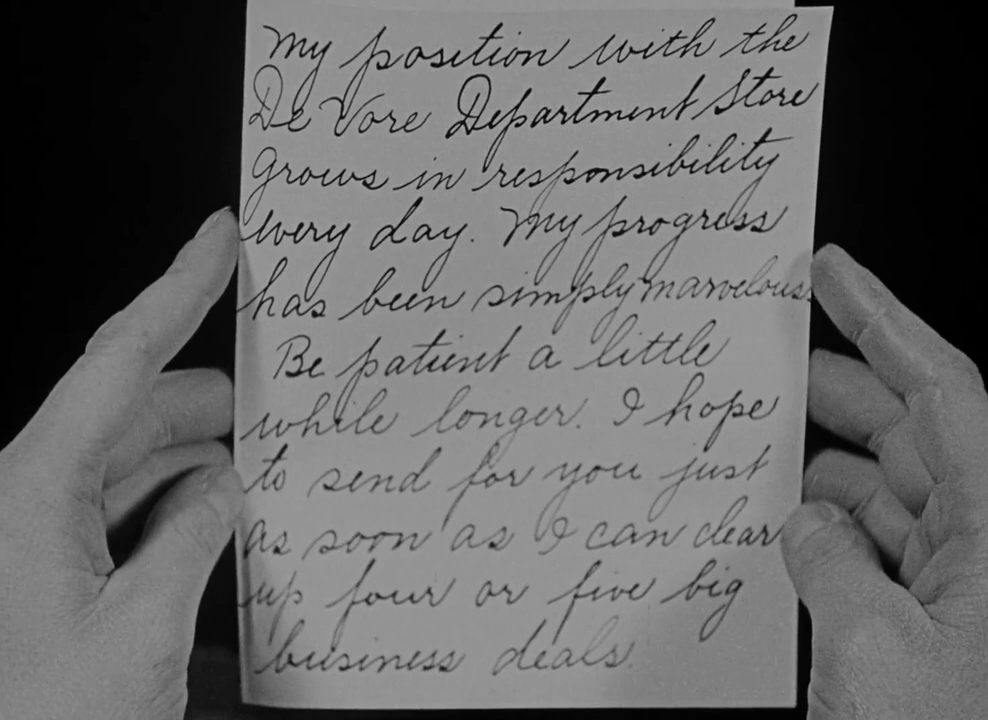 My position with the
De Vore Department Store
grows in responsibility
every day. My progress
has been simply marvelous.
Be patient a little
while longer. I hope
to send for you just
as soon as I can clear
up four or five big
business deals.